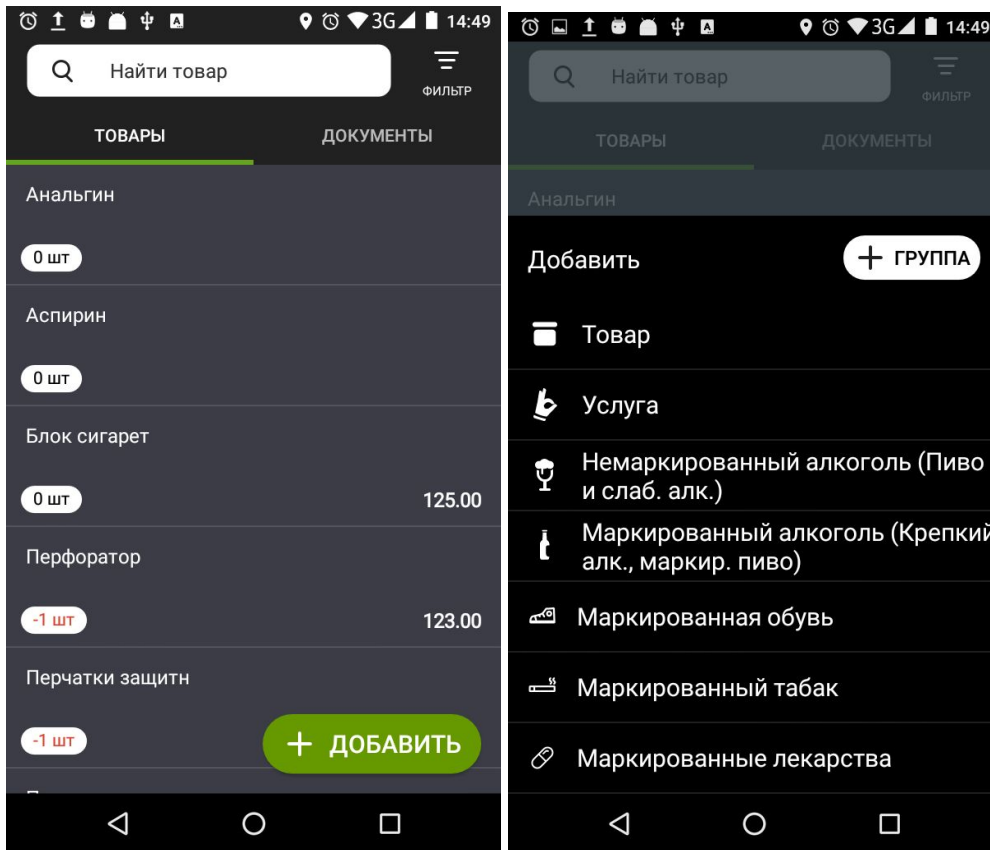 3G 14:49
Найти товар
ФИЛЬТР
ТОВАРЫ ДОКУМЕНТЫ
Анальгин
0 шт
Аспирин
0 шт
Блок сигарет
0 шт 125.00
Перфоратор
-1 шт 123.00
Перчатки защитн
-1 шт
+ ДОБАВИТЬ
3G 14:49
Найти товар
ФИЛЬТР
ТОВАРЫ ДОКУМЕНТЫ
Анальгин
Добавить + ГРУППА
Товар
Услуга
Немаркированный алкоголь (Пиво
и слаб. алк.)
Маркированный алкоголь (Крепкий
алк., маркир. пиво)
Маркированная обувь
Маркированный табак
Маркированные лекарства